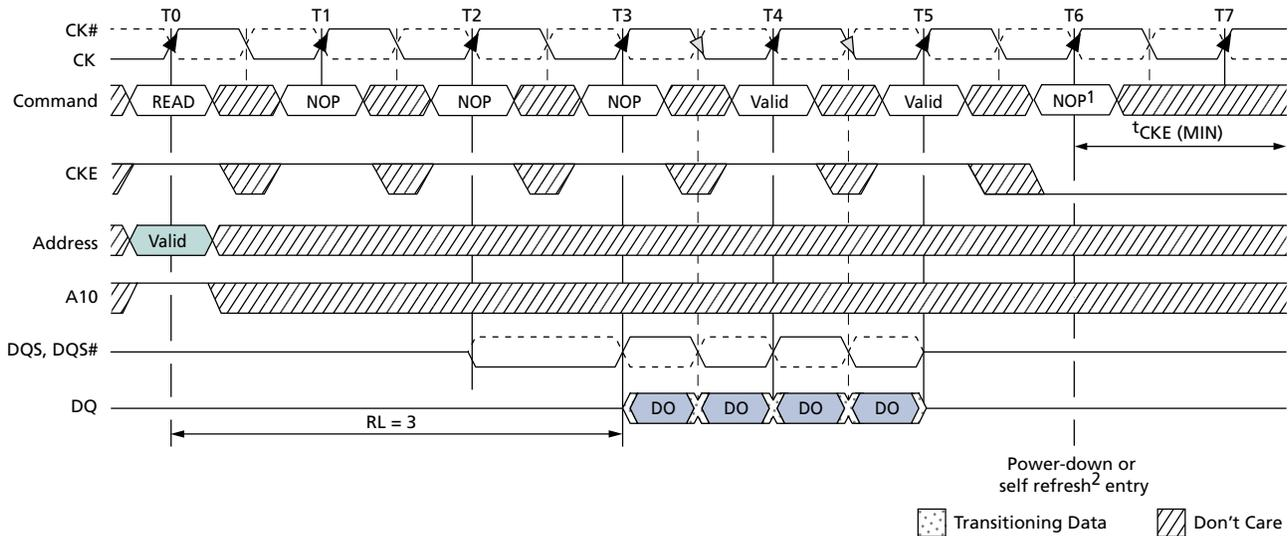 T0 T1 T2 T3 T4 T5 T6 T7
CK#
CK
Command READ NOP NOP NOP Valid Valid NOP1
tCKE (MIN)
CKE
Address Valid
A10
DQS, DQS#
DQ DO DO DO DO
RL = 3
Power-down or
self refresh2 entry
Transitioning Data Don't Care